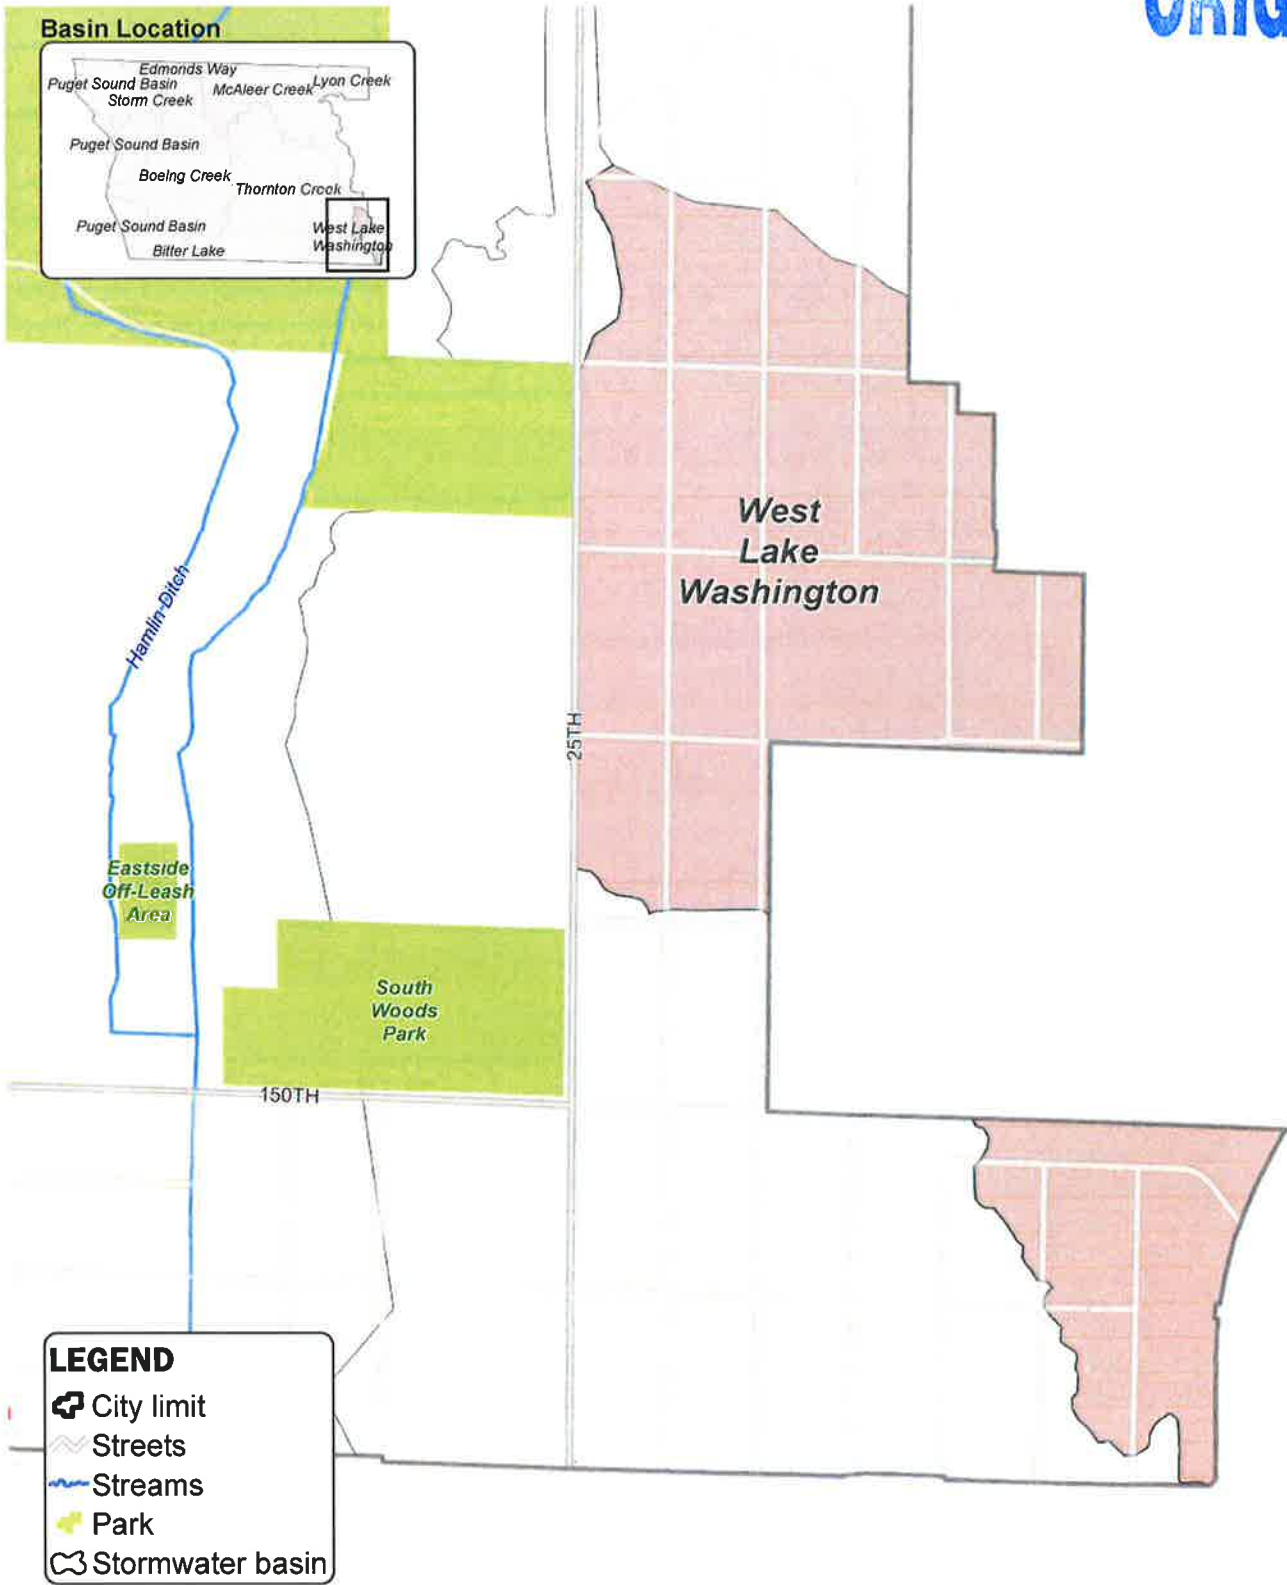 Basin Location
Edmonds Way
Puget Sound Basin
McAleer Creek
Lyon Creek
Storm Creek
Puget Sound Basin
Boeing Creek
Thornton Creek
Puget Sound Basin
West Lake
Washington
Bitter Lake
West
Lake
Washington
Hamlin-Ditch
25TH
Eastside
Off-Leash
Area
South
Woods
Park
150TH
LEGEND
City limit
Streets
Streams
Park
Stormwater basin